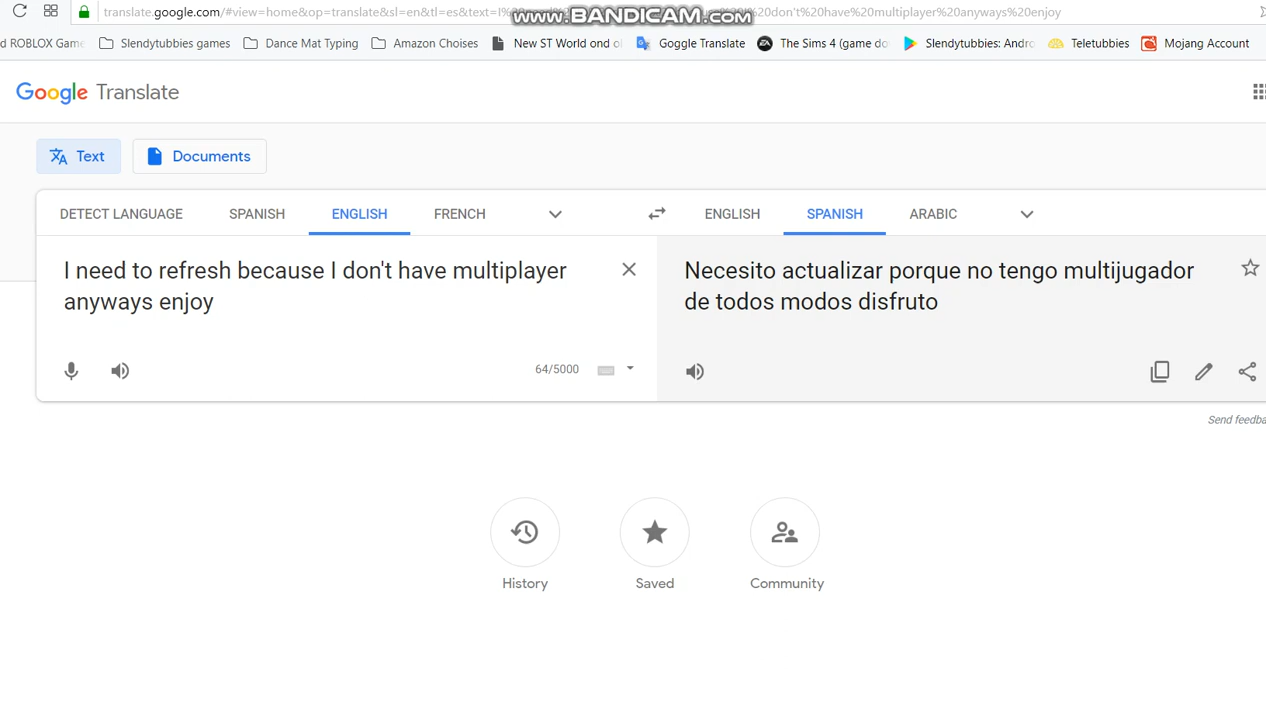 translate.google.com/#view=home&op=translate&sl=en&tl=es&text=I%20
don't%20have%20multiplayer%20anyways%20enjoy
www.BANDICAM.com
d ROBLOX Game
Slendytubbies games
Dance Mat Typing
Amazon Choises
New ST World ond o
Goggle Translate
The Sims 4 (game do
Slendytubbies: Andro
Teletubbies
Mojang Account
Google Translate
Text
Documents
DETECT LANGUAGE
SPANISH
ENGLISH
FRENCH
ENGLISH
SPANISH
ARABIC
I need to refresh because I don't have multiplayer
anyways enjoy
64/5000
Necesito actualizar porque no tengo multijugador
de todos modos disfruto
Send feedba
History
Saved
Community